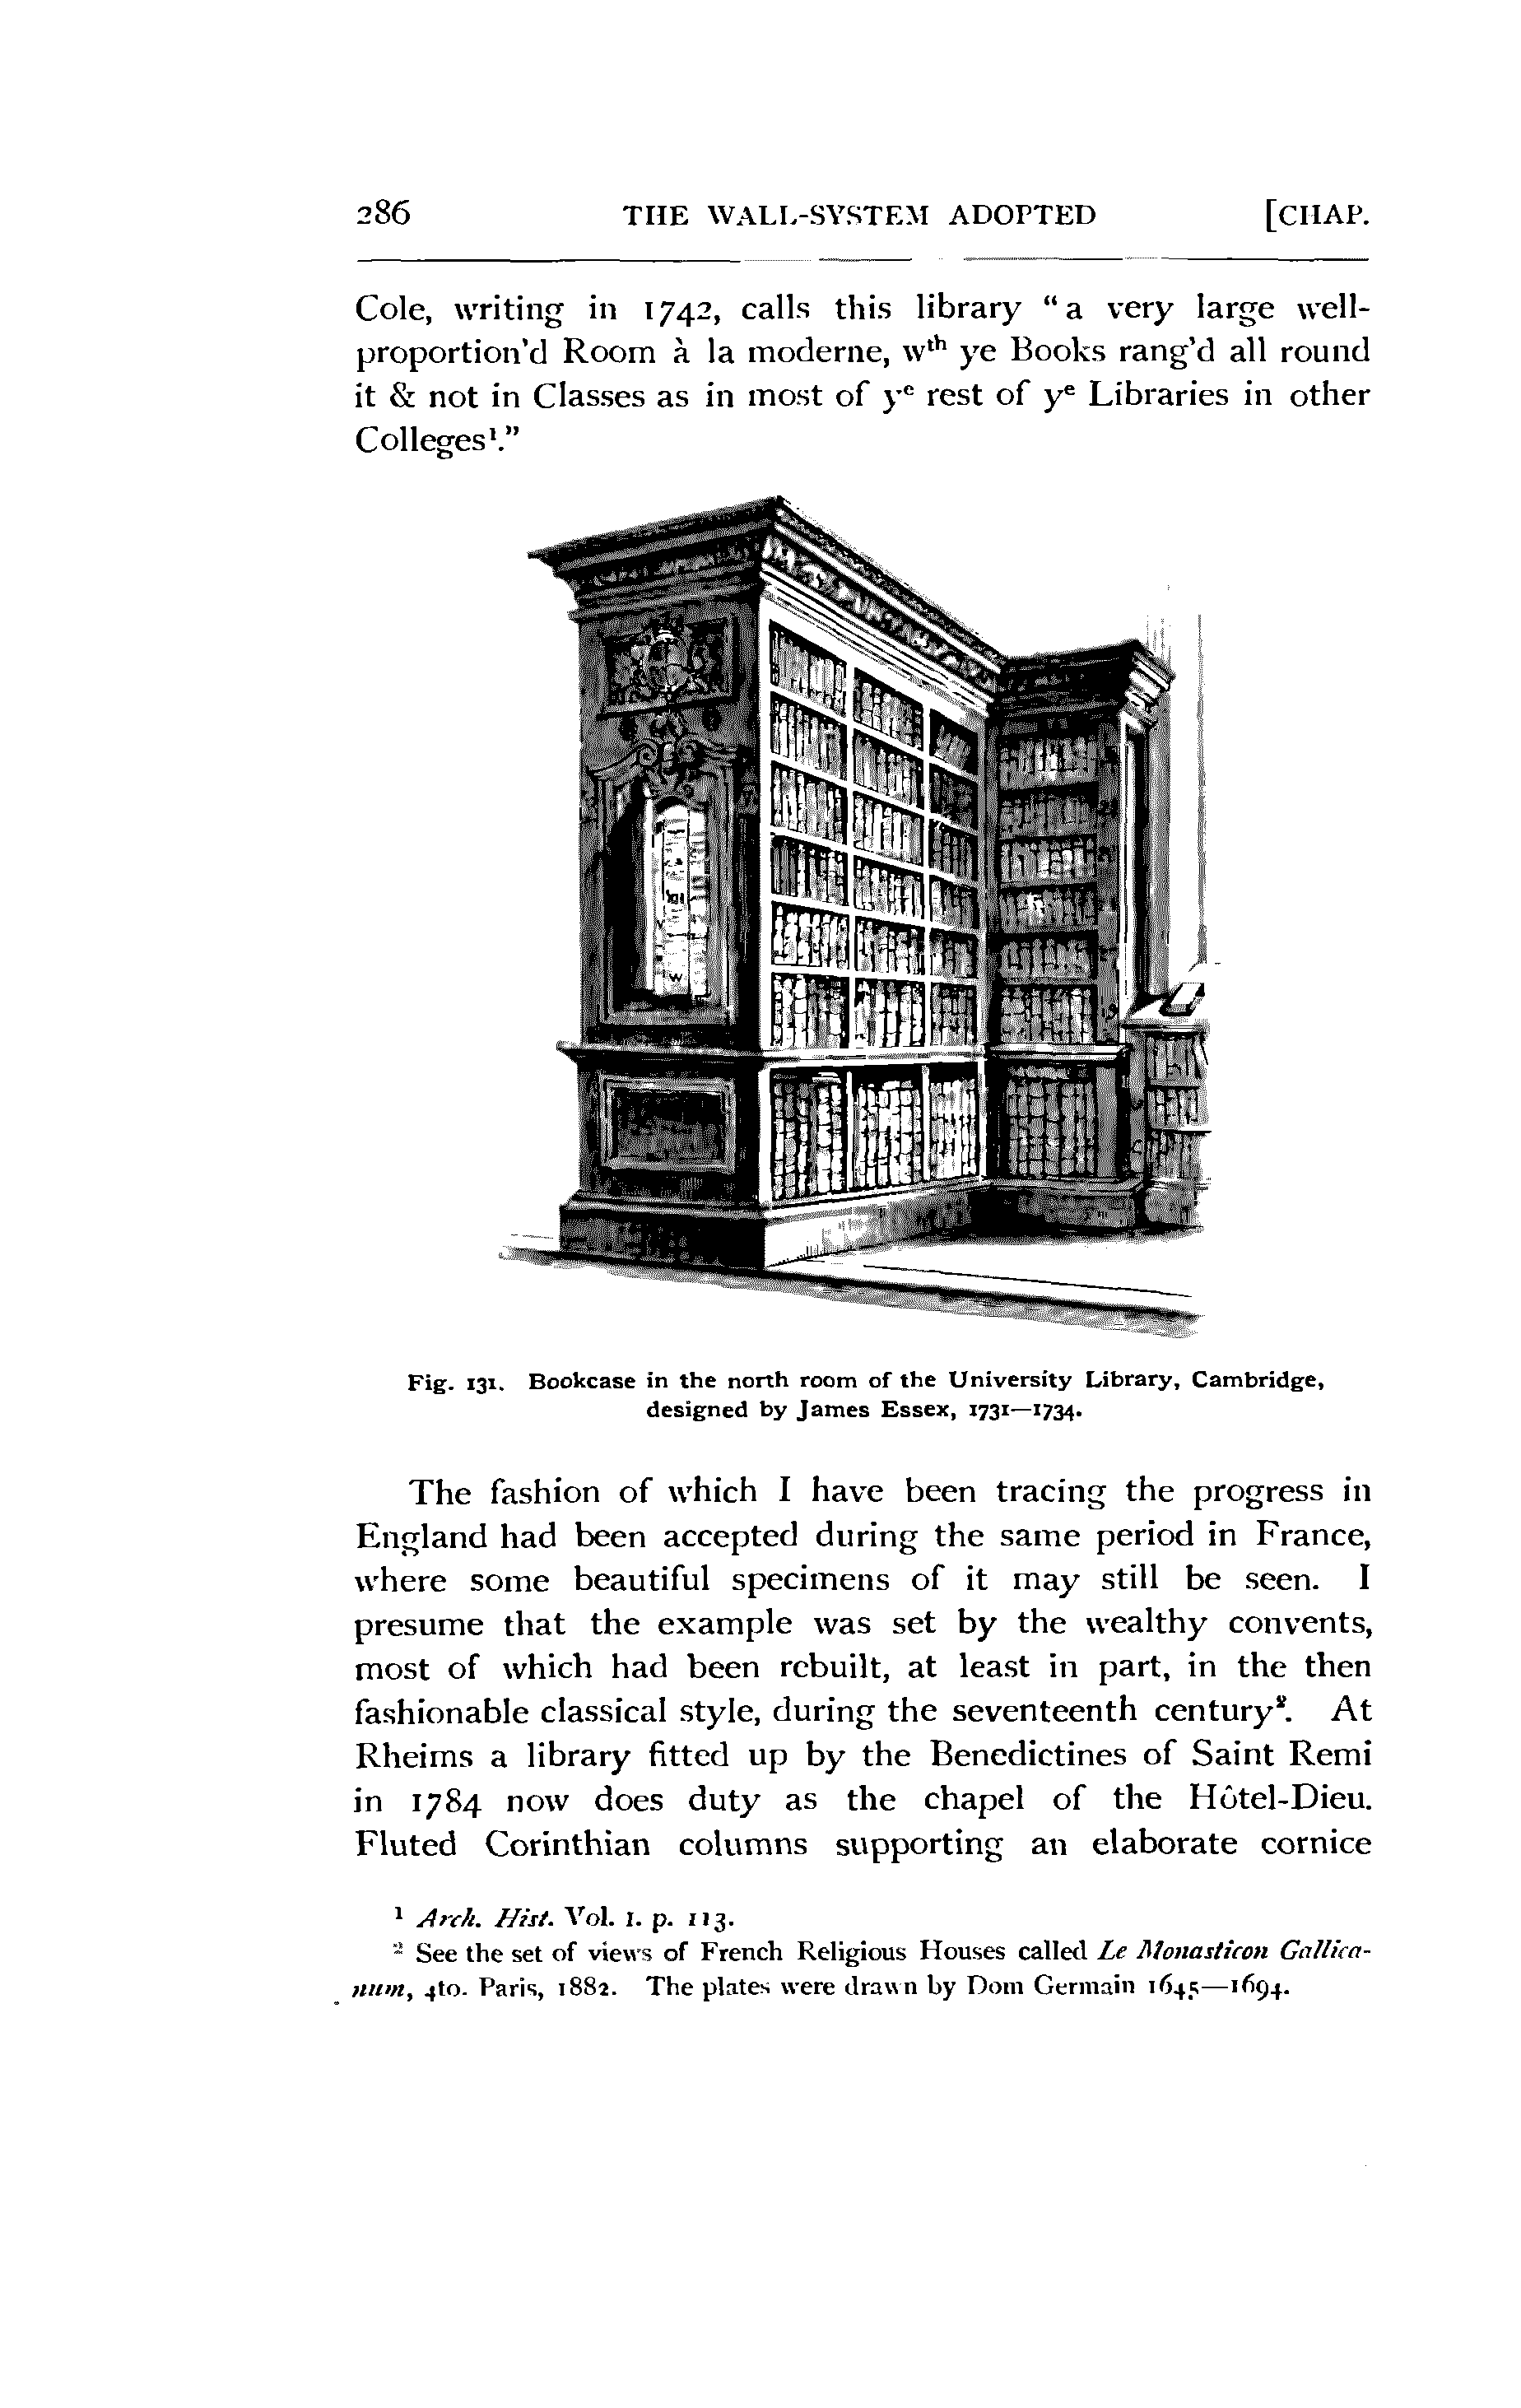 286 THE WALL-SYSTEM ADOPTED [CHAP.
Cole, writing in 1742, calls this library “a very large well-
proportion’d Room à la moderne, wth ye Books rang’d all round
it & not in Classes as in most of ye rest of ye Libraries in other
Colleges¹.”
Fig. 131. Bookcase in the north room of the University Library, Cambridge,
designed by James Essex, 1731—1734.
The fashion of which I have been tracing the progress in
England had been accepted during the same period in France,
where some beautiful specimens of it may still be seen. I
presume that the example was set by the wealthy convents,
most of which had been rebuilt, at least in part, in the then
fashionable classical style, during the seventeenth century². At
Rheims a library fitted up by the Benedictines of Saint Remi
in 1784 now does duty as the chapel of the Hôtel-Dieu.
Fluted Corinthian columns supporting an elaborate cornice
¹ Arch. Hist. Vol. I. p. 113.
² See the set of views of French Religious Houses called Le Monasticon Gallica-
num, 4to. Paris, 1882. The plates were drawn by Dom Germain 1645—1694.